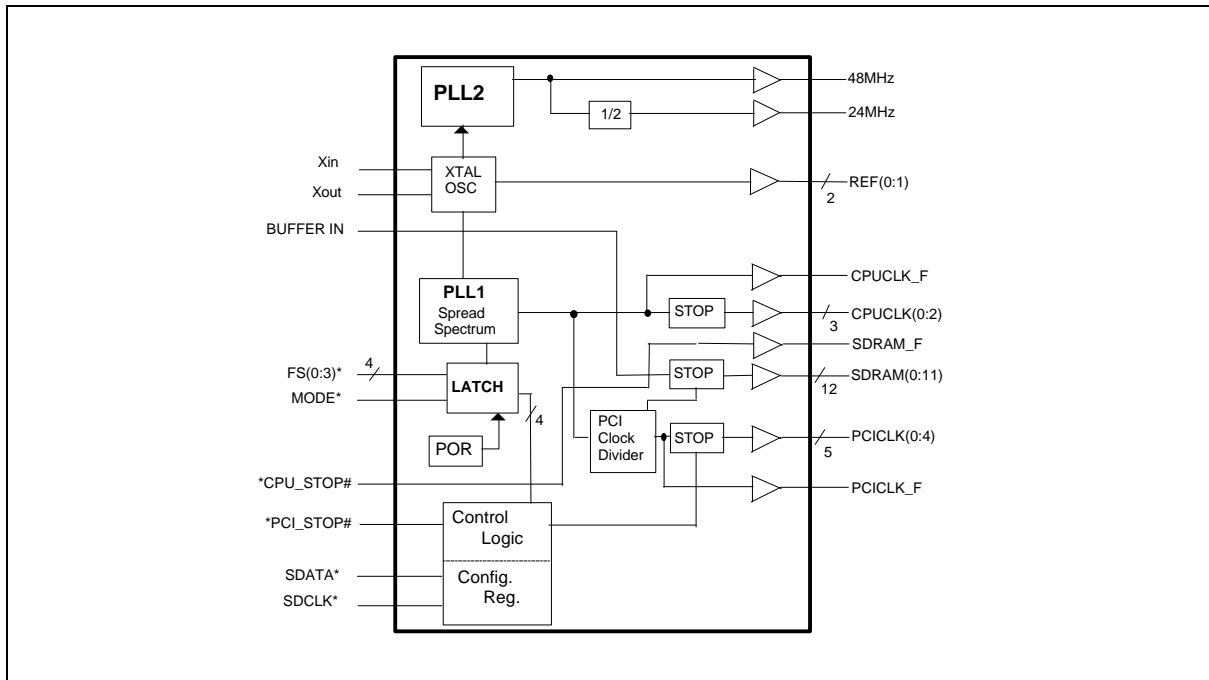 PLL2
48MHz
1/2
24MHz
Xin
XTAL
OSC
Xout
REF(0:1)
2
BUFFER IN
PLL1
Spread
Spectrum
CPUCLK_F
STOP
CPUCLK(0:2)
3
SDRAM_F
FS(0:3)*
4
LATCH
STOP
SDRAM(0:11)
12
MODE*
4
POR
PCI
Clock
Divider
STOP
PCICLK(0:4)
5
*CPU_STOP#
PCICLK_F
*PCI_STOP#
Control
Logic
SDATA*
Config.
Reg.
SDCLK*